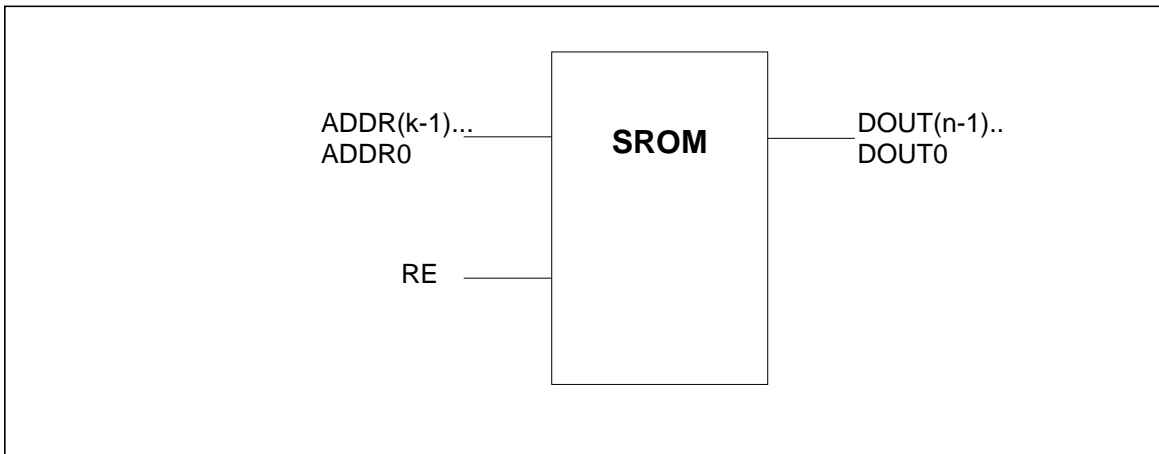 ADDR(k-1)...
ADDR0
SROM
DOUT(n-1)..
DOUT0
RE